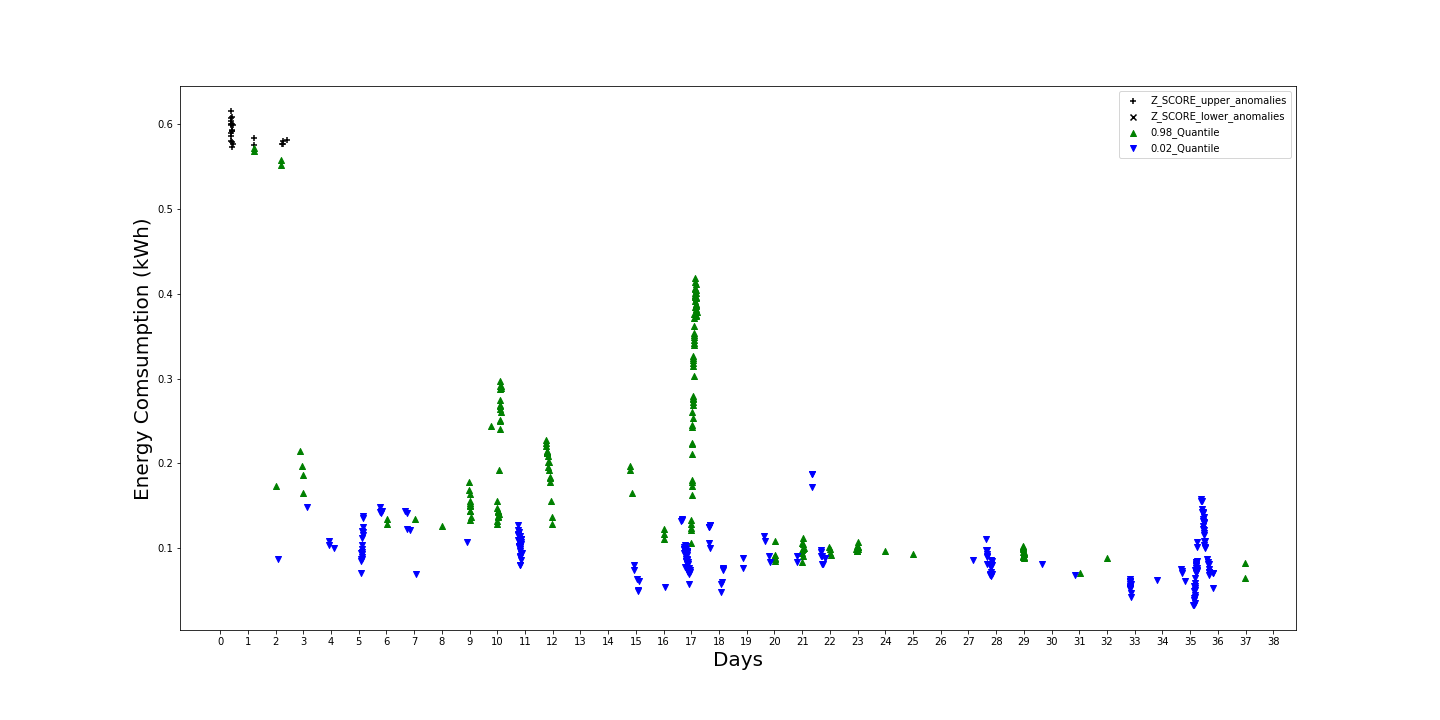 Z_SCORE_upper_anomalies
Z_SCORE_lower_anomalies
0.98_Quantile
0.02_Quantile
0.6
0.5
0.4
0.3
0.2
0.1
Energy Comsumption (kWh)
0 1 2 3 4 5 6 7 8 9 10 11 12 13 14 15 16 17 18 19 20 21 22 23 24 25 26 27 28 29 30 31 32 33 34 35 36 37 38
Days